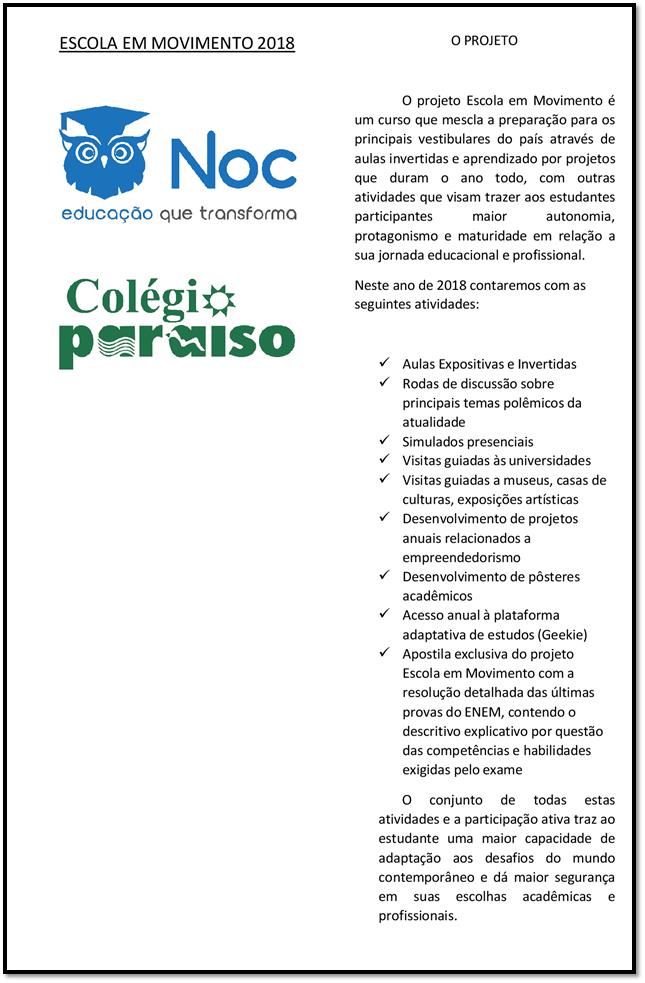 ESCOLA EM MOVIMENTO 2018
Noc
educação que transforma
Colégio
paraiso
O PROJETO
O projeto Escola em Movimento é
um curso que mescla a preparação para os
principais vestibulares do país através de
aulas invertidas e aprendizado por projetos
que duram o ano todo, com outras
atividades que visam trazer aos estudantes
participantes maior autonomia,
protagonismo e maturidade em relação a
sua jornada educacional e profissional.
Neste ano de 2018 contaremos com as
seguintes atividades:
✓ Aulas Expositivas e Invertidas
✓ Rodas de discussão sobre
principais temas polêmicos da
atualidade
✓ Simulados presenciais
✓ Visitas guiadas às universidades
✓ Visitas guiadas a museus, casas de
culturas, exposições artísticas
✓ Desenvolvimento de projetos
anuais relacionados a
empreendedorismo
✓ Desenvolvimento de pôsteres
acadêmicos
✓ Acesso anual à plataforma
adaptativa de estudos (Geekie)
✓ Apostila exclusiva do projeto
Escola em Movimento com a
resolução detalhada das últimas
provas do ENEM, contendo o
descritivo explicativo por questão
das competências e habilidades
exigidas pelo exame
O conjunto de todas estas
atividades e a participação ativa traz ao
estudante uma maior capacidade de
adaptação aos desafios do mundo
contemporâneo e dá maior segurança
em suas escolhas acadêmicas e
profissionais.